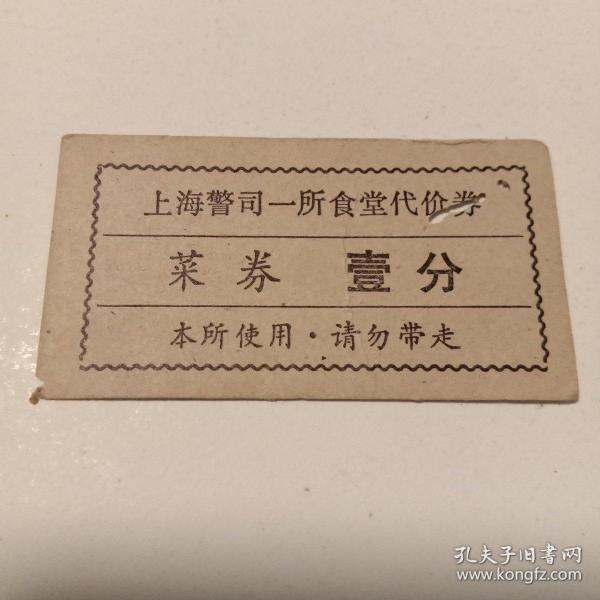 上海警司一所食堂代价券
菜券 壹分
本所使用·请勿带走
孔夫子旧书网
www.kongfz.com